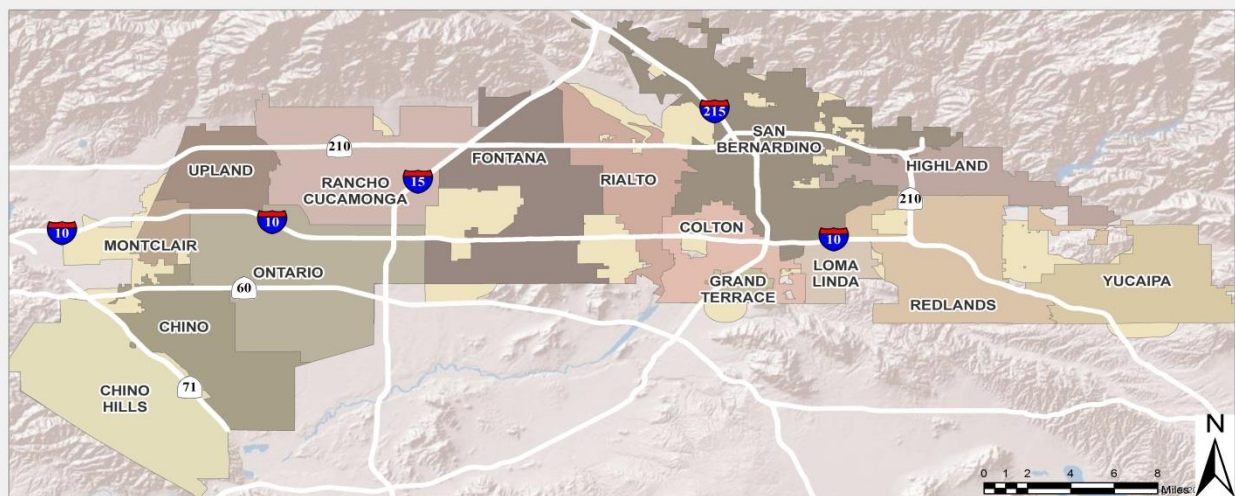 215
SAN
BERNARDINO
210
HIGHLAND
FONTANA
UPLAND
RANCHO
CUCAMONGA
15
RIALTO
210
10
10
MONTCLAIR
COLTON
10
ONTARIO
60
LOMA
LINDA
GRAND
TERRACE
YUCAIPA
REDLANDS
CHINO
71
CHINO
HILLS
N
0 1 2 4 6 8
Miles